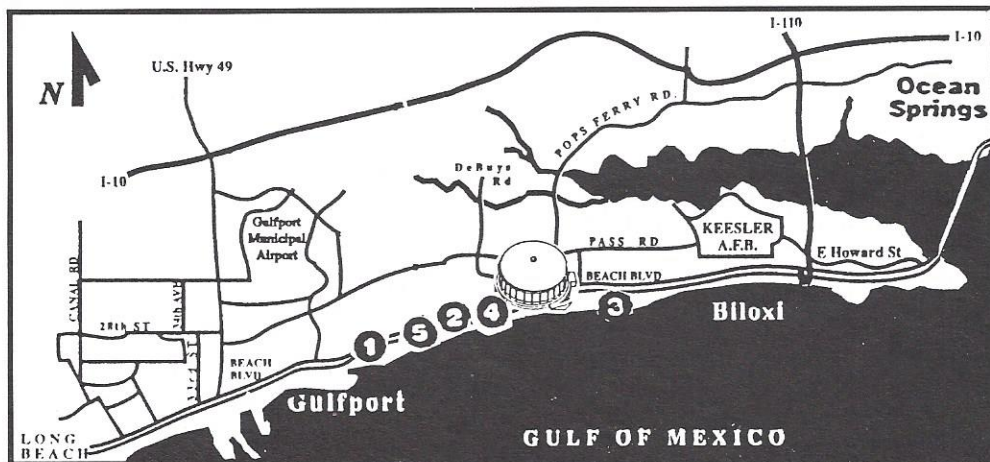 I-110
I-10
U.S. Hwy 49
N
Ocean
Springs
POPS FERRY RD.
DeBuys
Rd
I-10
Gulfport
Municipal
Airport
KEESLER
A.F.B.
PASS RD
E Howard St
CANAL RD
34th AVE
BEACH BLVD
28th ST
1 5 2 4
3
Biloxi
BEACH
BLVD
Gulfport
LONG
BEACH
GULF OF MEXICO